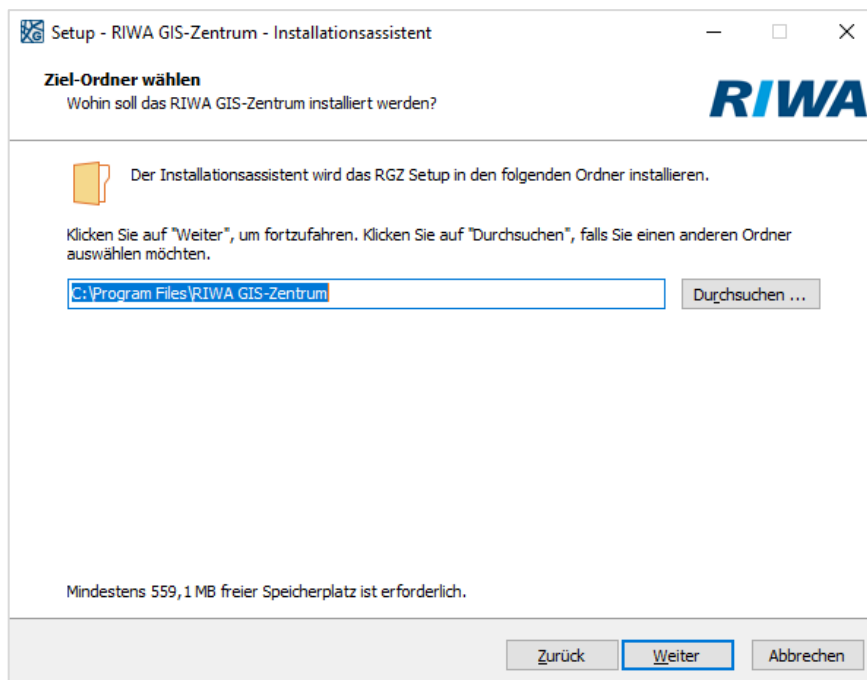 Setup - RIWA GIS-Zentrum - Installationsassistent
Ziel-Ordner wählen
Wohin soll das RIWA GIS-Zentrum installiert werden?
RIWA
Der Installationsassistent wird das RGZ Setup in den folgenden Ordner installieren.
Klicken Sie auf "Weiter", um fortzufahren. Klicken Sie auf "Durchsuchen", falls Sie einen anderen Ordner
auswählen möchten.
C:\Program Files\RIWA GIS-Zentrum
Durchsuchen ...
Mindestens 559,1 MB freier Speicherplatz ist erforderlich.
Zurück
Weiter
Abbrechen